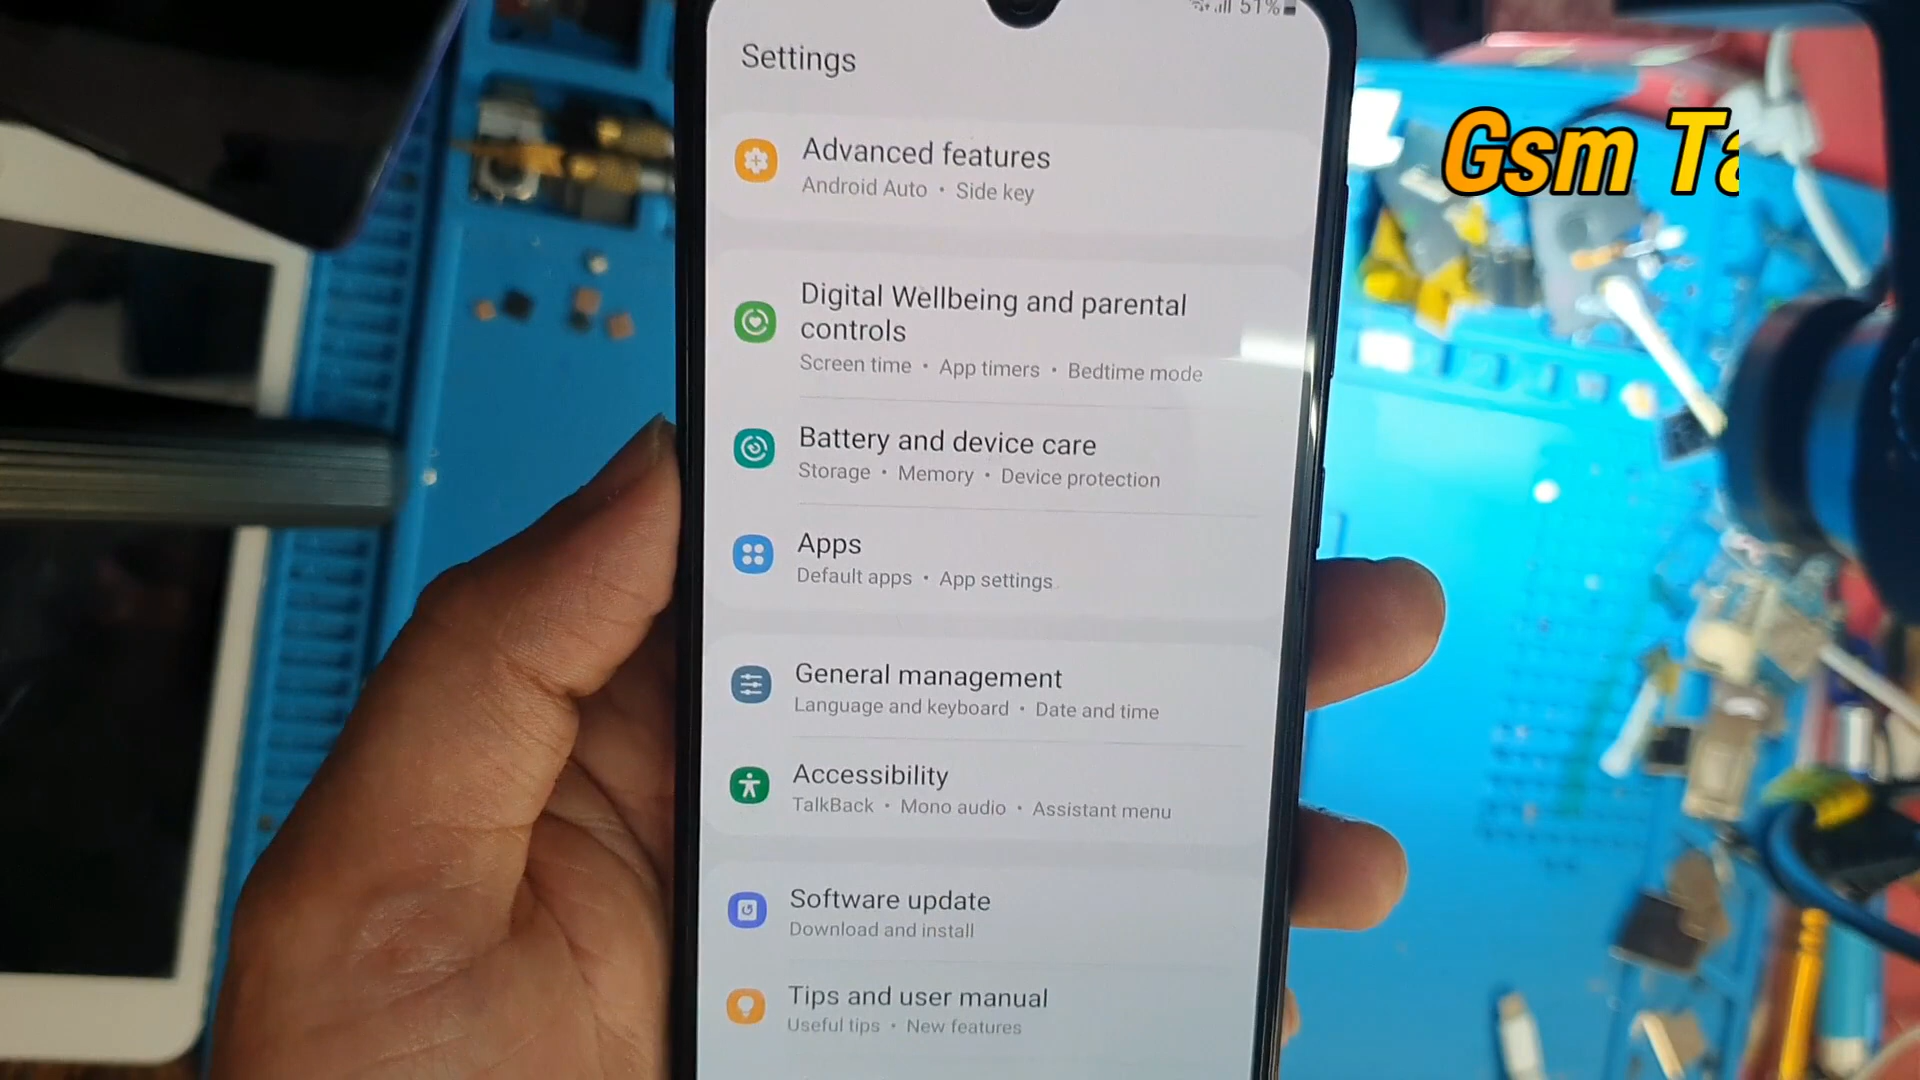 51%
Settings
Gsm Ta
Advanced features
Android Auto • Side key
Digital Wellbeing and parental
controls
Screen time • App timers • Bedtime mode
Battery and device care
Storage • Memory • Device protection
Apps
Default apps • App settings
General management
Language and keyboard • Date and time
Accessibility
TalkBack • Mono audio • Assistant menu
Software update
Download and install
Tips and user manual
Useful tips • New features